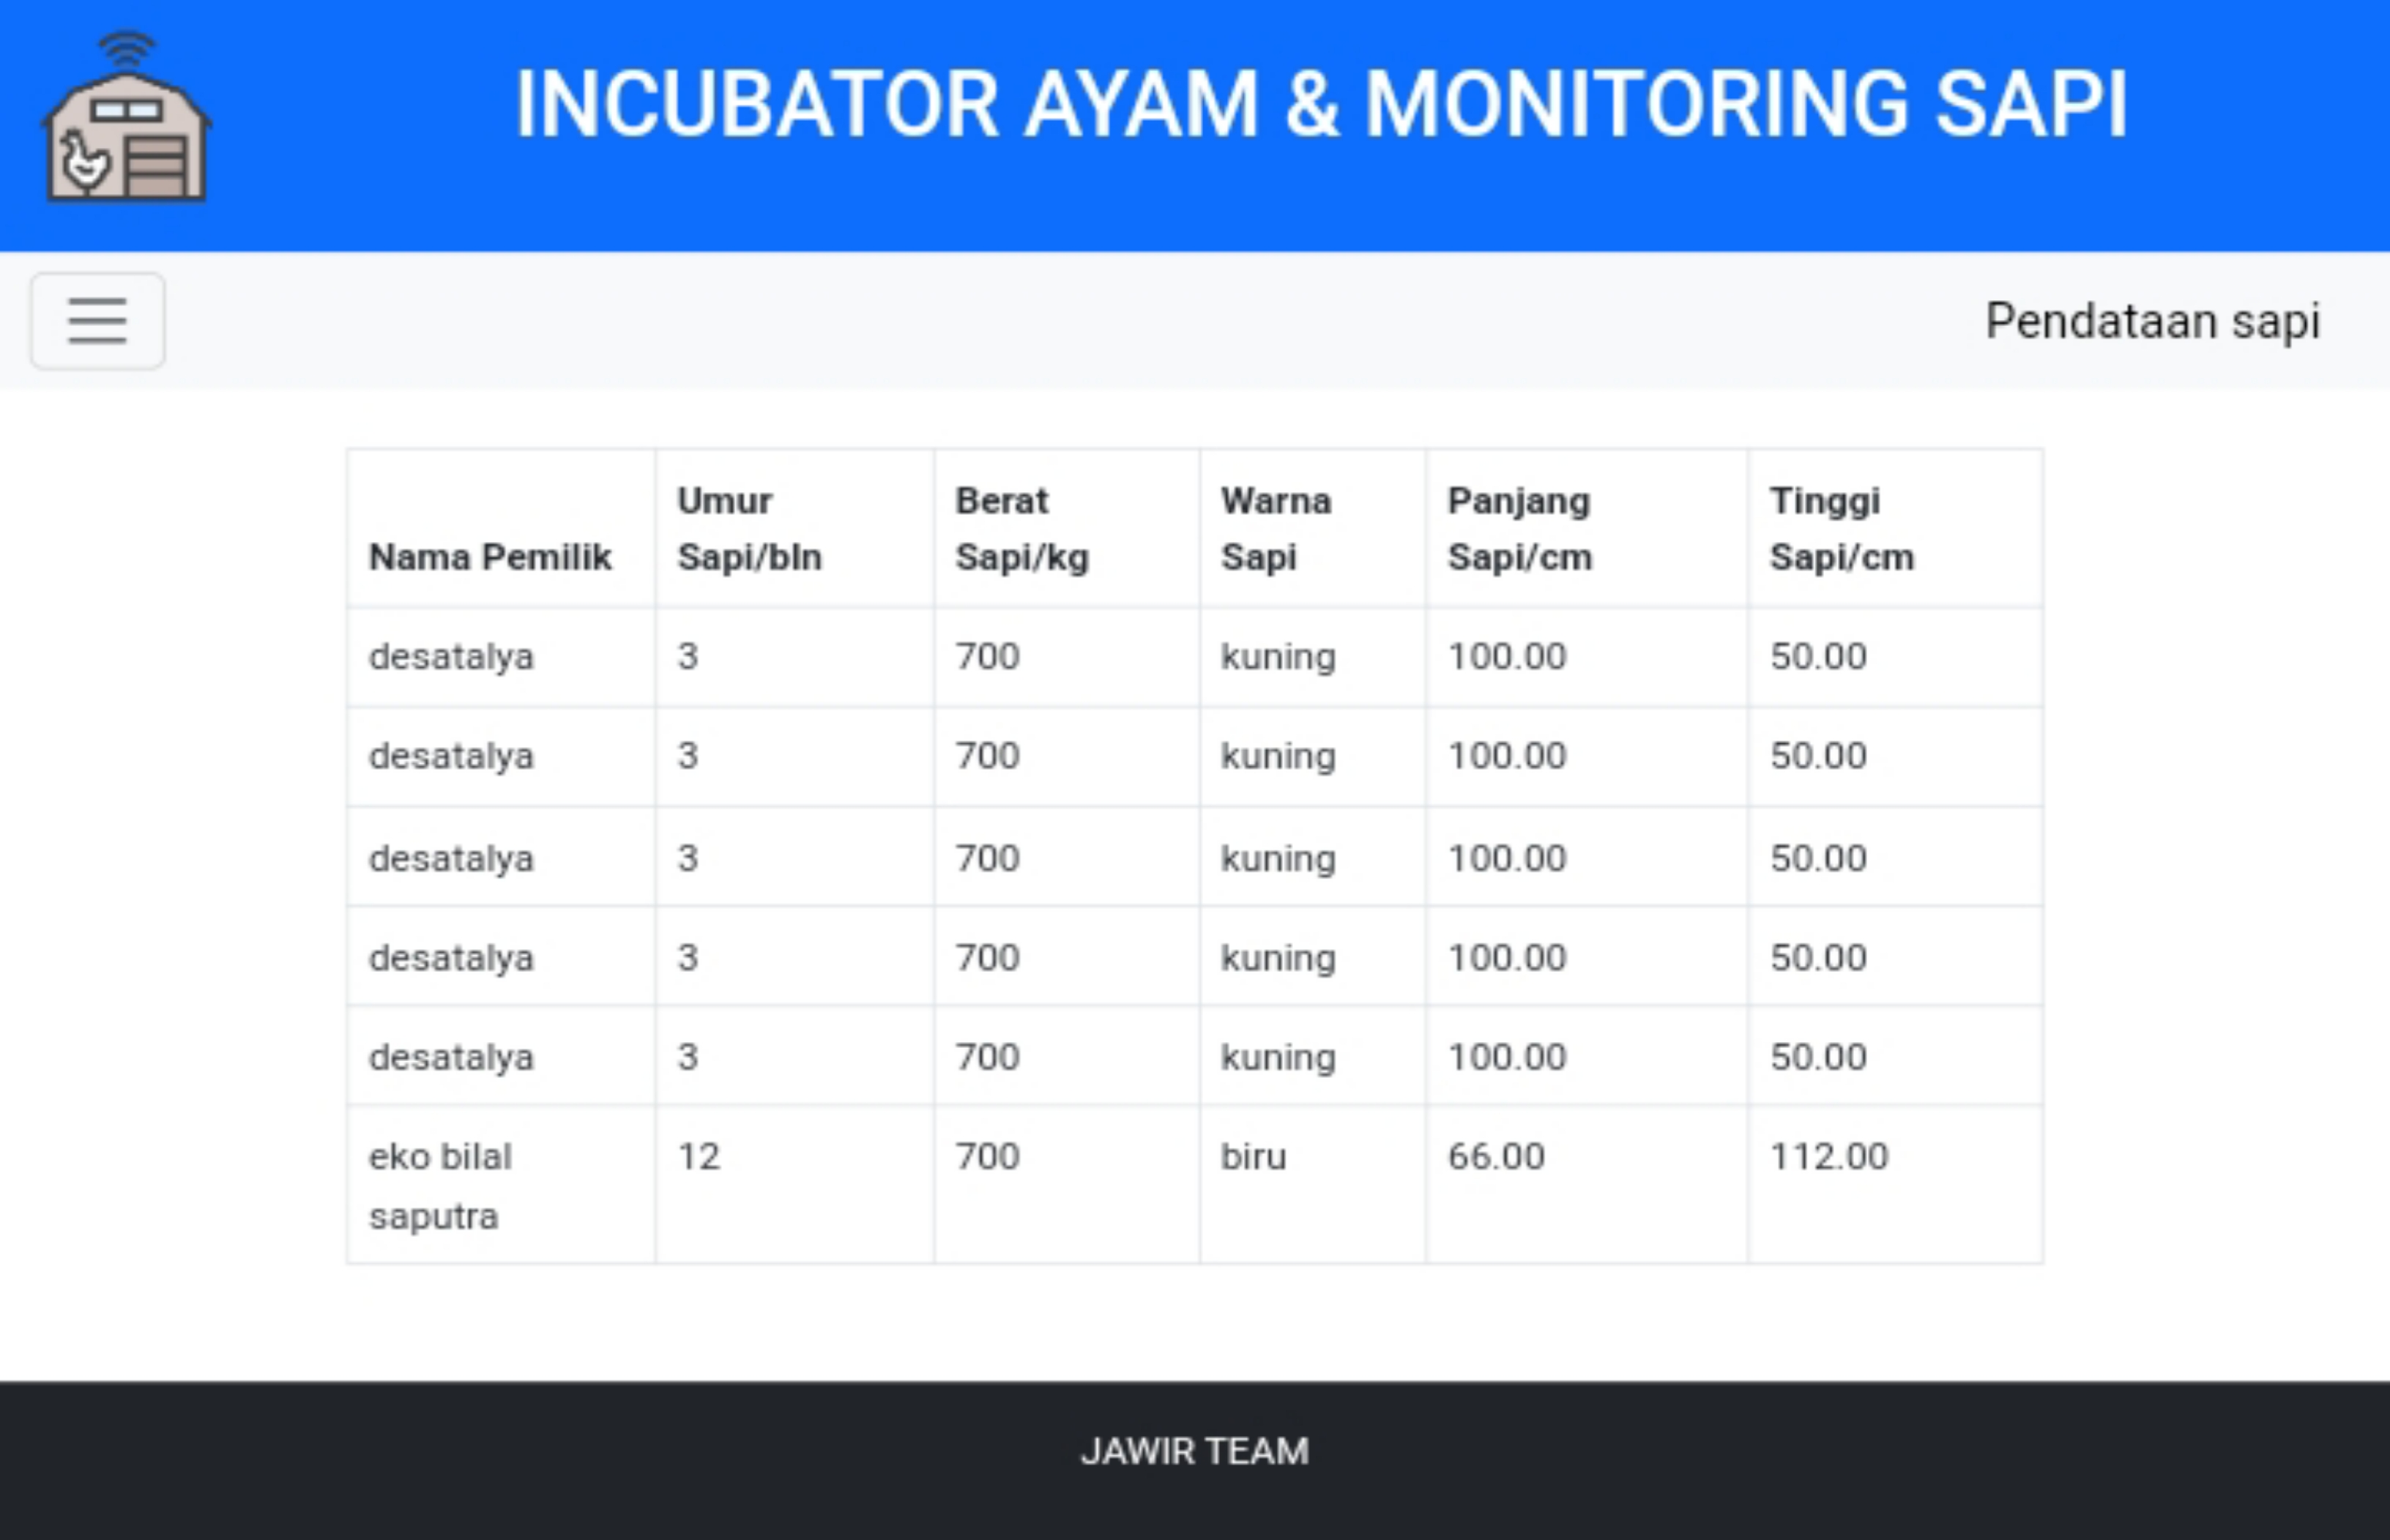 INCUBATOR AYAM & MONITORING SAPI
Pendataan sapi
Nama Pemilik Umur Sapi/bln Berat Sapi/kg Warna Sapi Panjang Sapi/cm Tinggi Sapi/cm
desatalya 3 700 kuning 100.00 50.00
desatalya 3 700 kuning 100.00 50.00
desatalya 3 700 kuning 100.00 50.00
desatalya 3 700 kuning 100.00 50.00
desatalya 3 700 kuning 100.00 50.00
eko bilal saputra 12 700 biru 66.00 112.00
JAWIR TEAM